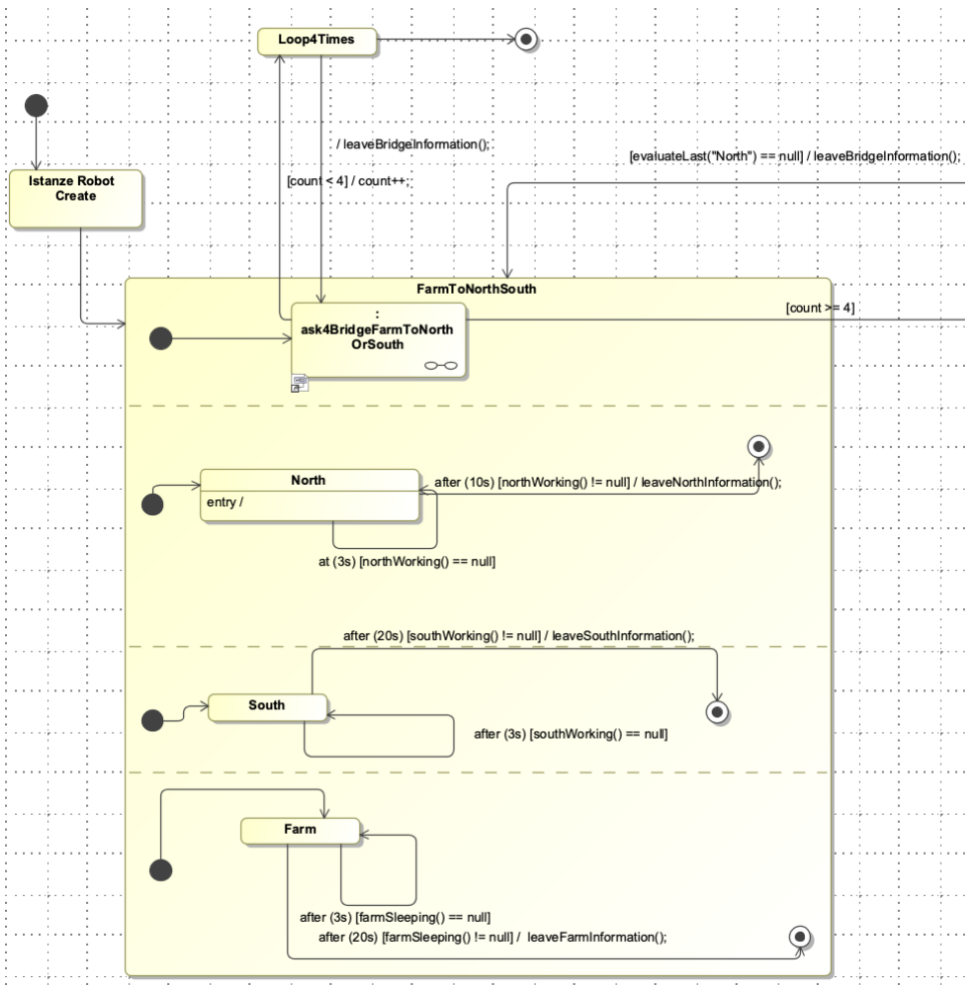 Loop4Times
/ leaveBridgeInformation();
[evaluateLast("North") == null] / leaveBridgeInformation();
[count < 4] / count++;
Istanze Robot
Create
FarmToNorthSouth
[count >= 4]
:
ask4BridgeFarmToNorth
OrSouth
North
after (10s) [northWorking() != null] / leaveNorthInformation();
entry /
at (3s) [northWorking() == null]
after (20s) [southWorking() != null] / leaveSouthInformation();
South
after (3s) [southWorking() == null]
Farm
after (3s) [farmSleeping() == null]
after (20s) [farmSleeping() != null] / leaveFarmInformation();